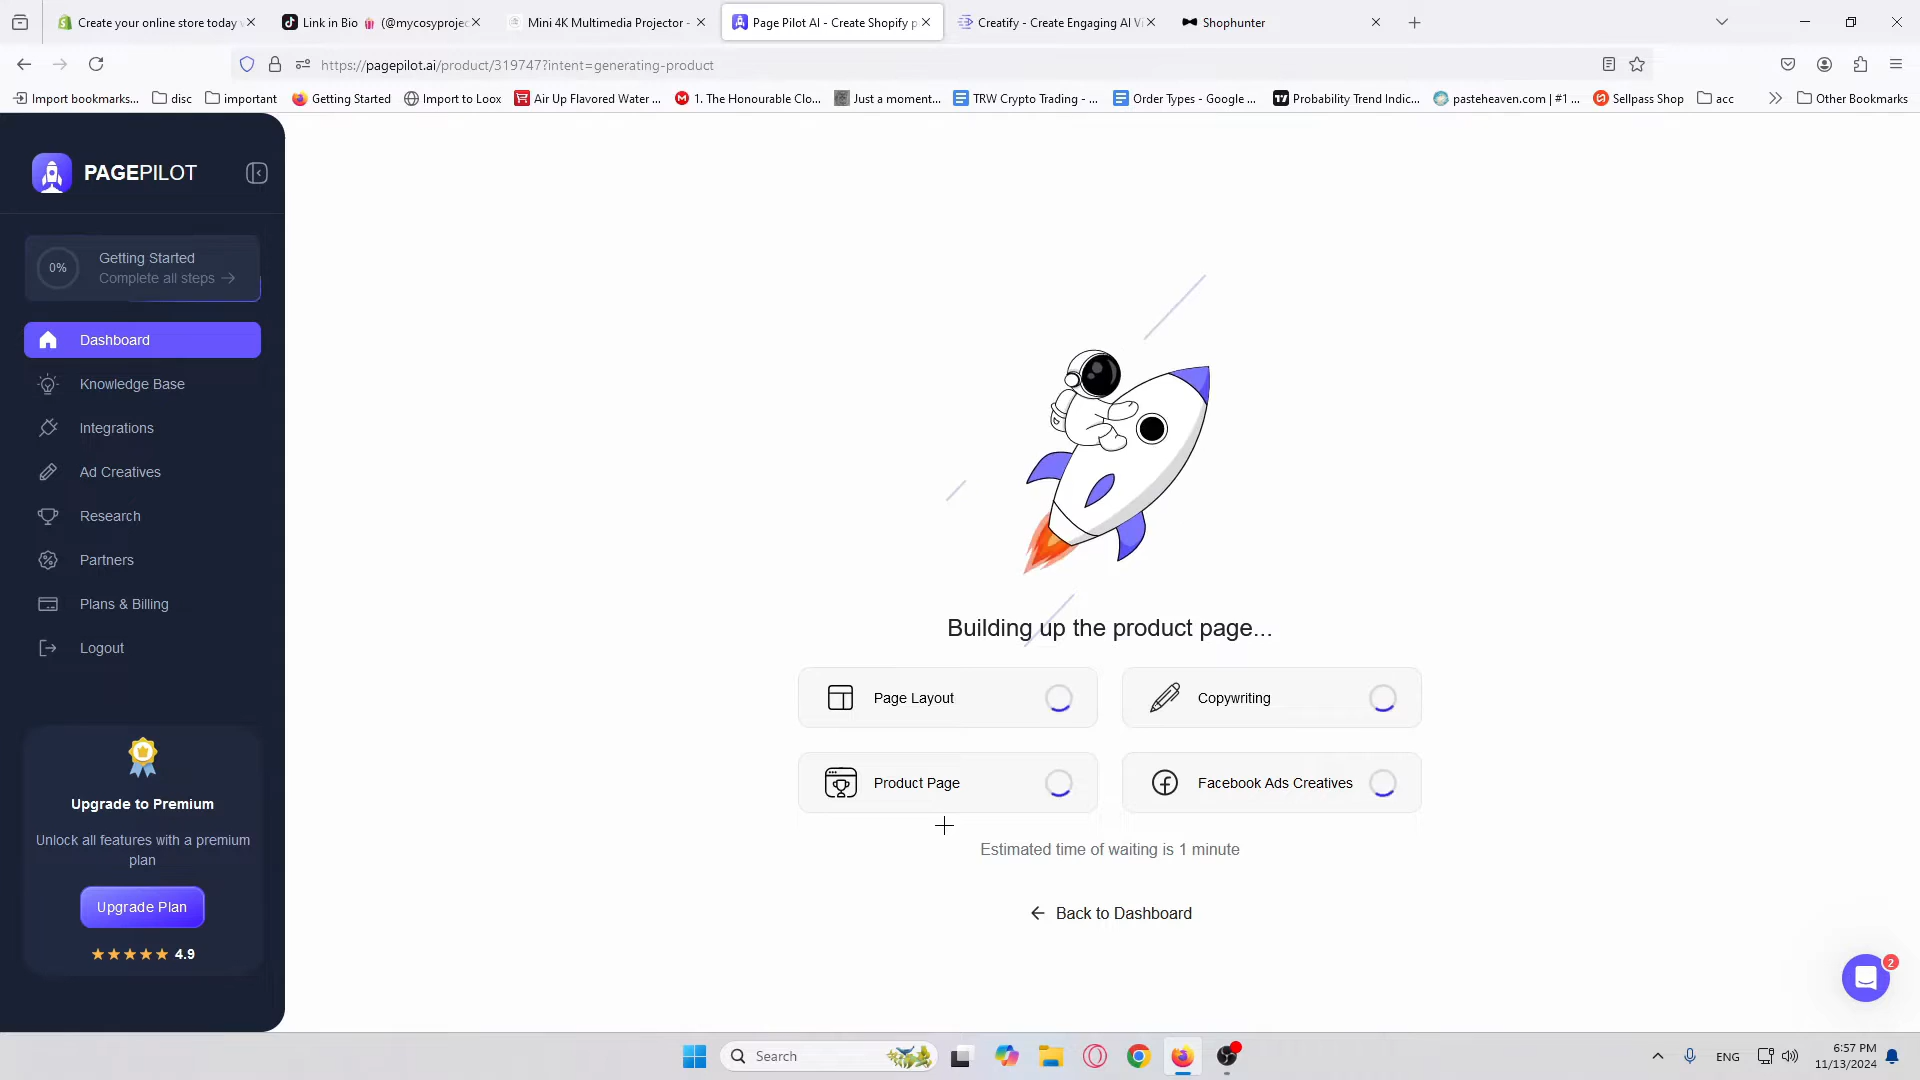 Create your online store today
Link in Bio 🎁 (@mycosyprojec
Mini 4K Multimedia Projector -
Page Pilot AI - Create Shopify p
Creatify - Create Engaging AI Vi
Shophunter
https://pagepilot.ai/product/319747?intent=generating-product
Import bookmarks...
disc
important
Getting Started
Import to Loox
Air Up Flavored Water ...
1. The Honourable Clo...
Just a moment...
TRW Crypto Trading - ...
Order Types - Google ...
Probability Trend Indic...
pasteheaven.com | #1 ...
Sellpass Shop
acc
Other Bookmarks
PAGEPILOT
0%
Getting Started
Complete all steps →
Dashboard
Knowledge Base
Integrations
Ad Creatives
Research
Partners
Plans & Billing
Logout
Upgrade to Premium
Unlock all features with a premium
plan
Upgrade Plan
4.9
Building up the product page...
Page Layout
Copywriting
Product Page
Facebook Ads Creatives
Estimated time of waiting is 1 minute
← Back to Dashboard
2
Search
ENG
6:57 PM
11/13/2024